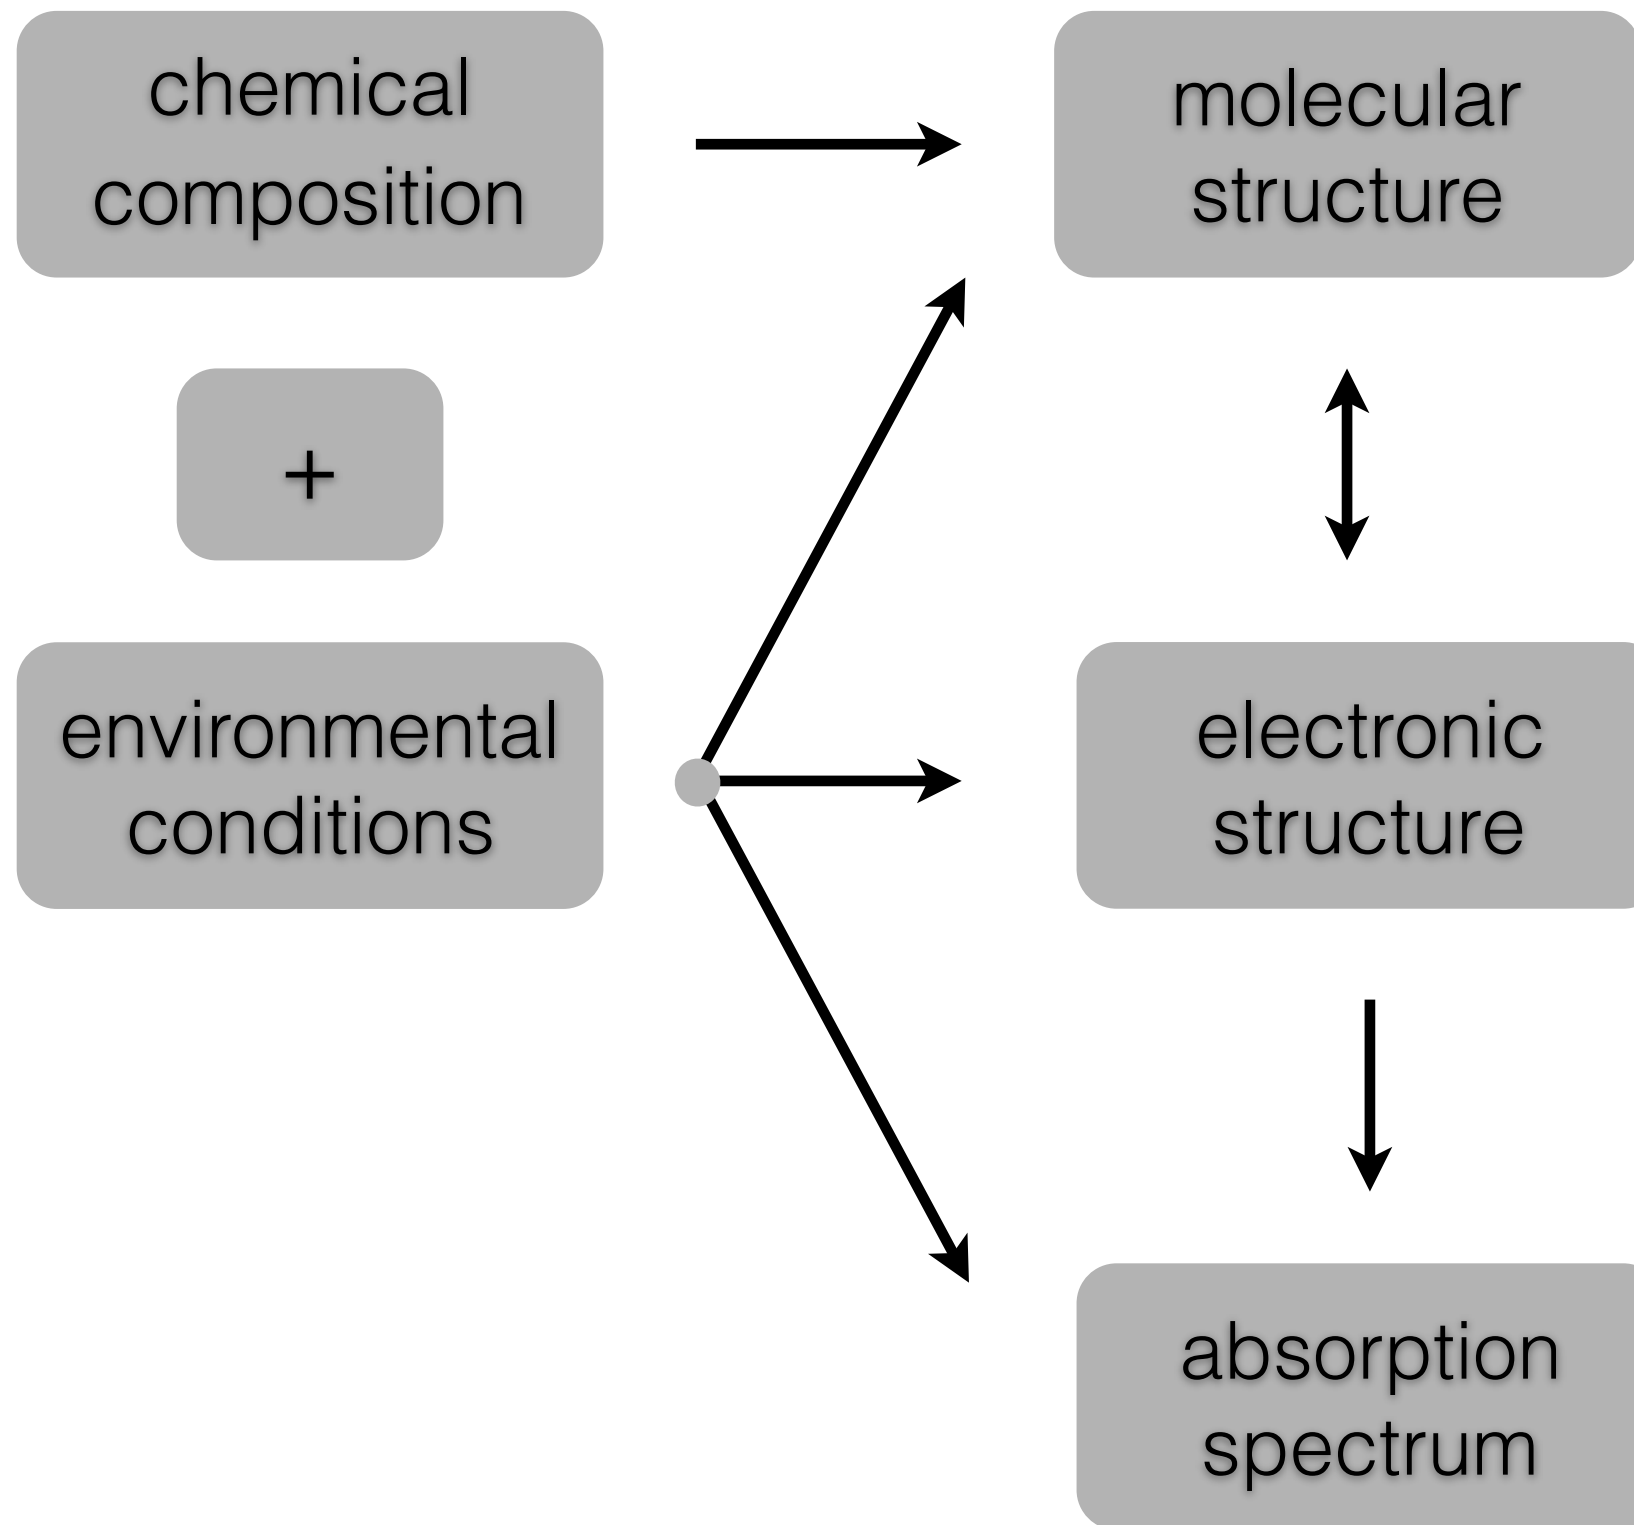 chemical
composition
molecular
structure
+
environmental
conditions
electronic
structure
absorption
spectrum